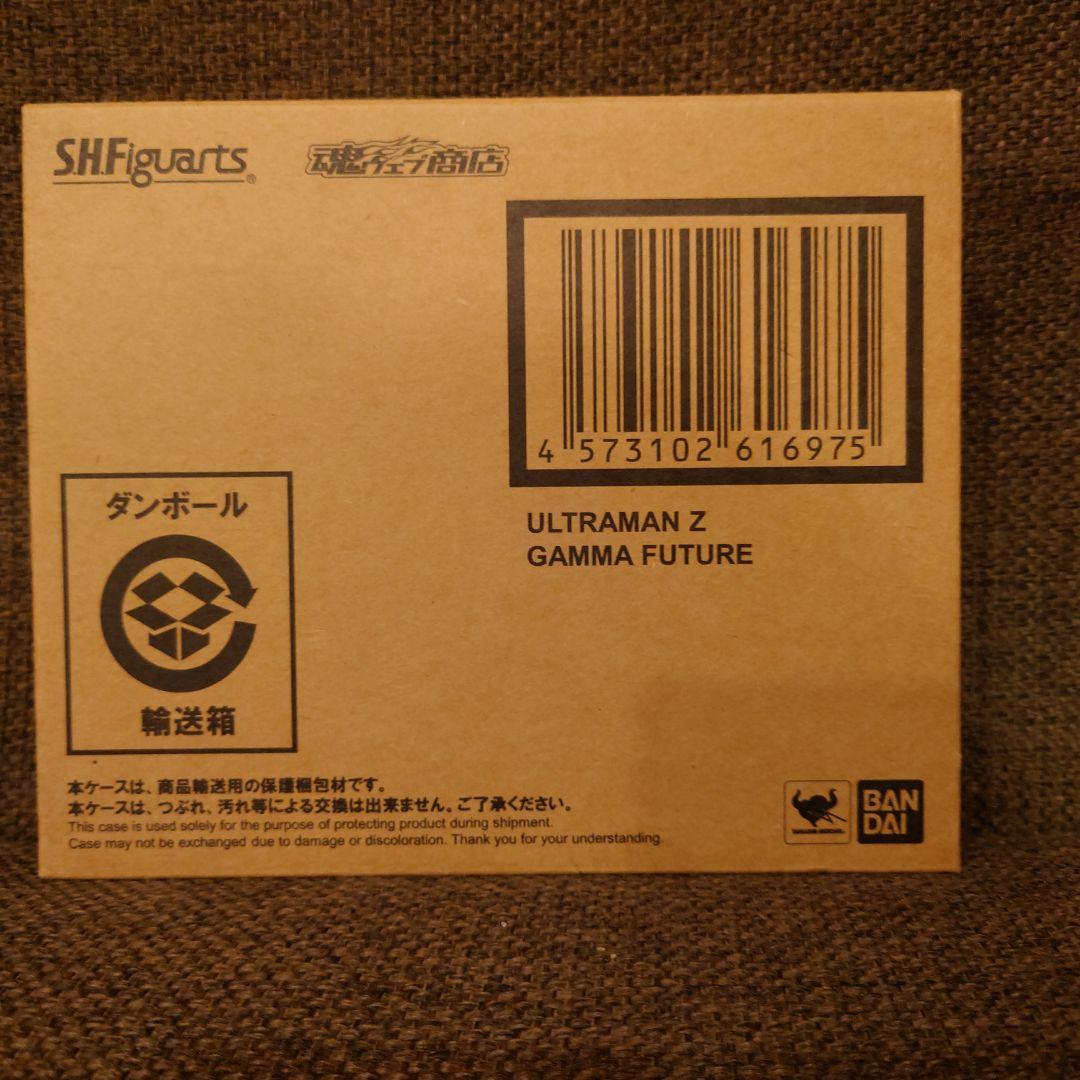 S.H.Figuarts®
魂ウェブ商店
4 573102 616975
ULTRAMAN Z
GAMMA FUTURE
ダンボール
輸送箱
本ケースは、商品輸送用の保護梱包材です。
本ケースは、つぶれ、汚れ等による交換は出来ません。ご了承ください。
This case is used solely for the purpose of protecting product during shipment.
Case may not be exchanged due to damage or discoloration. Thank you for your understanding.
BAN
DAI